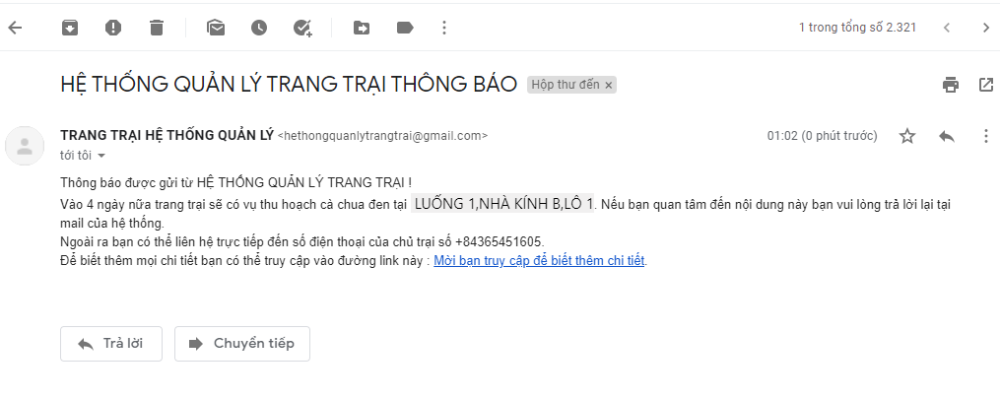 1 trong tổng số 2.321
HỆ THỐNG QUẢN LÝ TRANG TRẠI THÔNG BÁO Hộp thư đến ×
TRANG TRẠI HỆ THỐNG QUẢN LÝ <hethongquanlytrangtrai@gmail.com> 01:02 (0 phút trước)
tới tôi
Thông báo được gửi từ HỆ THỐNG QUẢN LÝ TRANG TRẠI !
Vào 4 ngày nữa trang trại sẽ có vụ thu hoạch cà chua đen tại LUỐNG 1,NHÀ KÍNH B,LÔ 1. Nếu bạn quan tâm đến nội dung này bạn vui lòng trả lời lại tại
mail của hệ thống.
Ngoài ra bạn có thể liên hệ trực tiếp đến số điện thoại của chủ trại số +84365451605.
Để biết thêm mọi chi tiết bạn có thể truy cập vào đường link này : Mời bạn truy cập để biết thêm chi tiết.
Trả lời Chuyển tiếp